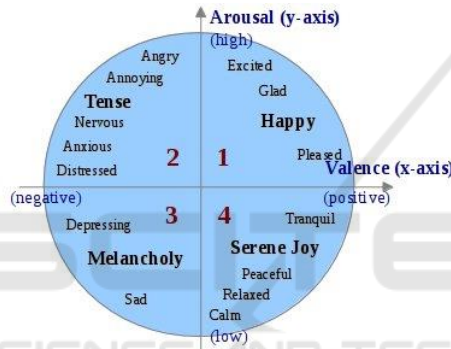 Arousal (y-axis)
(high)
Angry
Excited
Annoying
Glad
Tense
Happy
Nervous
Anxious
Pleased
2 1
Distressed
Valence (x-axis)
(negative)
(positive)
3 4
Depressing
Tranquil
Melancholy
Serene Joy
Peaceful
Sad
Relaxed
Calm
(low)